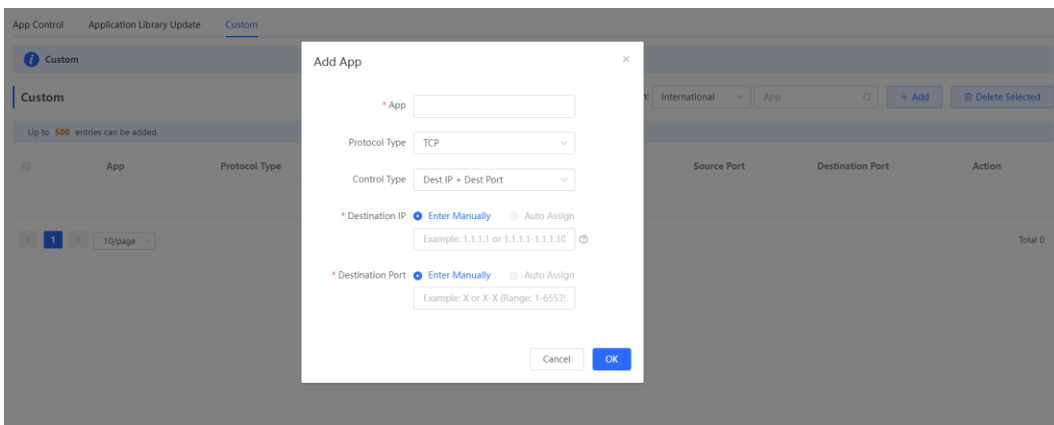 App Control Application Library Update Custom
Custom
Add App
Custom
International App + Add Delete Selected
* App
Up to 500 entries can be added.
Protocol Type TCP
App Protocol Type Source Port Destination Port Action
Control Type Dest IP + Dest Port
* Destination IP Enter Manually Auto Assign
Example: 1.1.1.1 or 1.1.1.1-1.1.1.10
1 10/page Total 0
* Destination Port Enter Manually Auto Assign
Example: X or X-X (Range: 1-6553
Cancel OK